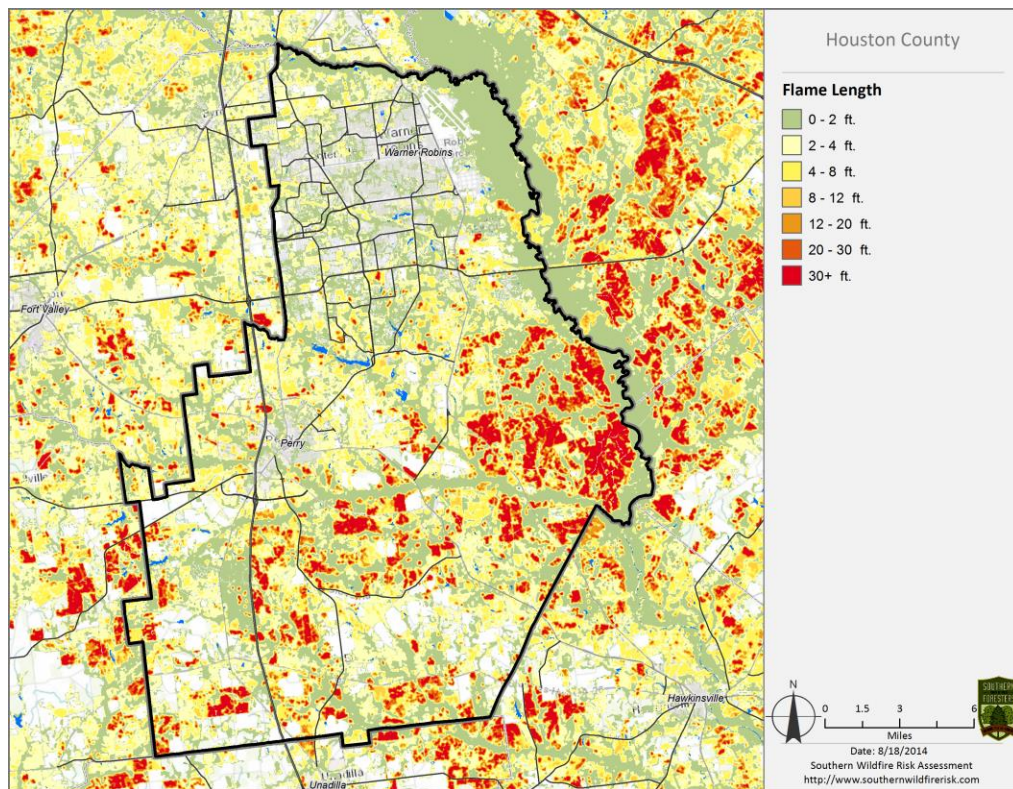 Houston County
Flame Length
0 - 2 ft.
2 - 4 ft.
4 - 8 ft.
8 - 12 ft.
12 - 20 ft.
20 - 30 ft.
30+ ft.
Warner Robins
Fort Valley
Perry
Hawkinsville
Unadilla
N
0 1.5 3 6
Miles
SOUTHERN
FORESTERS
Date: 8/18/2014
Southern Wildfire Risk Assessment
http://www.southernwildfirerisk.com